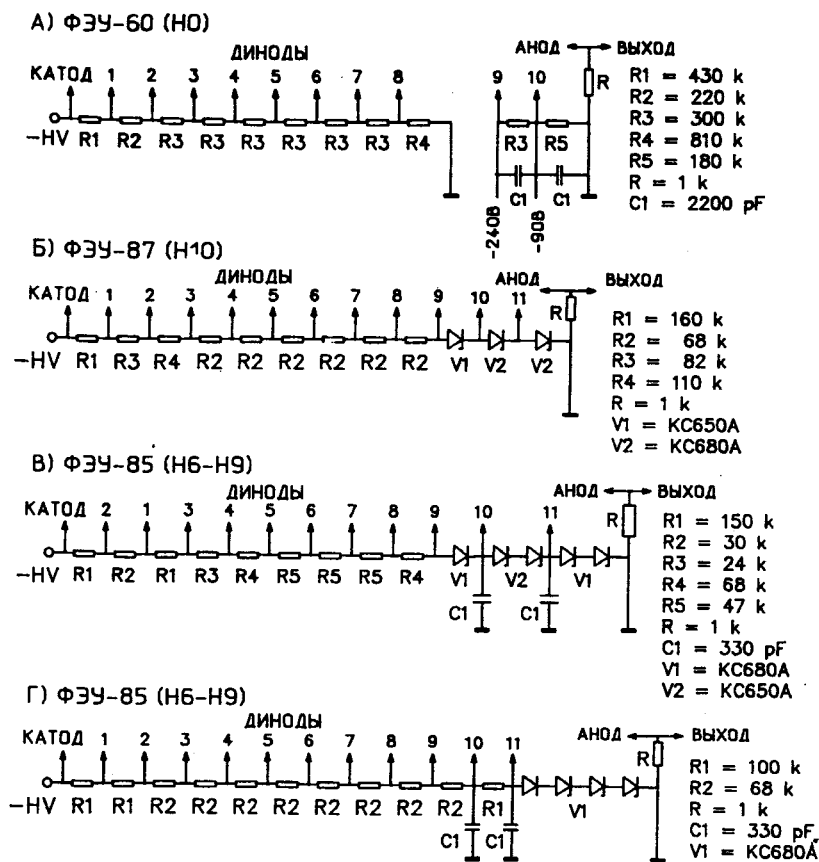 А) ФЭУ-60 (Н0)
ДИНОДЫ
АНОД ВЫХОД
КАТОД 1 2 3 4 5 6 7 8 9 10
R
-HV R1 R2 R3 R3 R3 R3 R3 R3 R4 R3 R5
C1 C1
-240В -90В
R1 = 430 k
R2 = 220 k
R3 = 300 k
R4 = 810 k
R5 = 180 k
R = 1 k
C1 = 2200 pF
Б) ФЭУ-87 (Н10)
ДИНОДЫ
АНОД ВЫХОД
КАТОД 1 2 3 4 5 6 7 8 9 10 11
R
-HV R1 R3 R4 R2 R2 R2 R2 R2 R2 V1 V2 V2
R1 = 160 k
R2 = 68 k
R3 = 82 k
R4 = 110 k
R = 1 k
V1 = КС650А
V2 = КС680А
В) ФЭУ-85 (Н6-Н9)
ДИНОДЫ
АНОД ВЫХОД
КАТОД 2 1 3 4 5 6 7 8 9 10 11
R
-HV R1 R2 R1 R3 R4 R5 R5 R5 R4 V1 V2 V1
C1 C1
R1 = 150 k
R2 = 30 k
R3 = 24 k
R4 = 68 k
R5 = 47 k
R = 1 k
C1 = 330 pF
V1 = КС680А
V2 = КС650А
Г) ФЭУ-85 (Н6-Н9)
ДИНОДЫ
АНОД ВЫХОД
КАТОД 1 2 3 4 5 6 7 8 9 10 11
R
-HV R1 R1 R2 R2 R2 R2 R2 R2 R2 R2 R1 V1
C1 C1
R1 = 100 k
R2 = 68 k
R = 1 k
C1 = 330 pF
V1 = КС680А